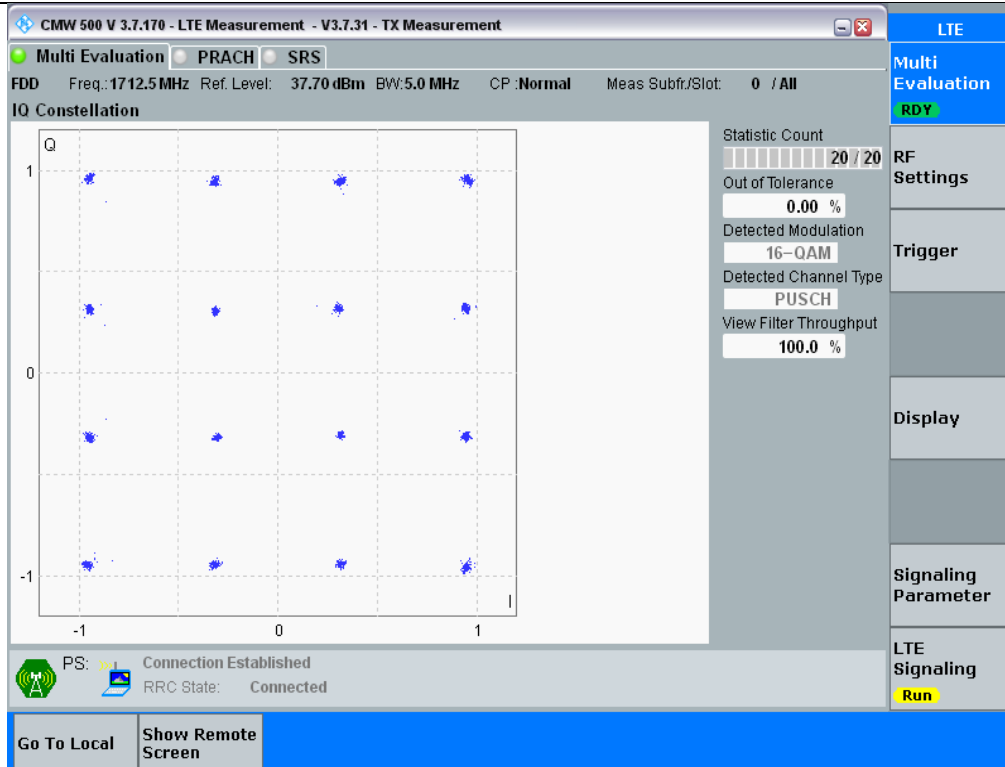 CMW 500 V 3.7.170 - LTE Measurement - V3.7.31 - TX Measurement
LTE
Multi Evaluation PRACH SRS
FDD Freq.: 1712.5 MHz Ref. Level: 37.70 dBm BW: 5.0 MHz CP : Normal Meas Subfr./Slot: 0 / All
IQ Constellation
Q
1
0
-1
-1 0 1
I
Statistic Count
20 / 20
Out of Tolerance
0.00 %
Detected Modulation
16-QAM
Detected Channel Type
PUSCH
View Filter Throughput
100.0 %
Multi
Evaluation
RDY
RF
Settings
Trigger
Display
Signaling
Parameter
LTE
Signaling
Run
PS: Connection Established
RRC State: Connected
Go To Local
Show Remote
Screen